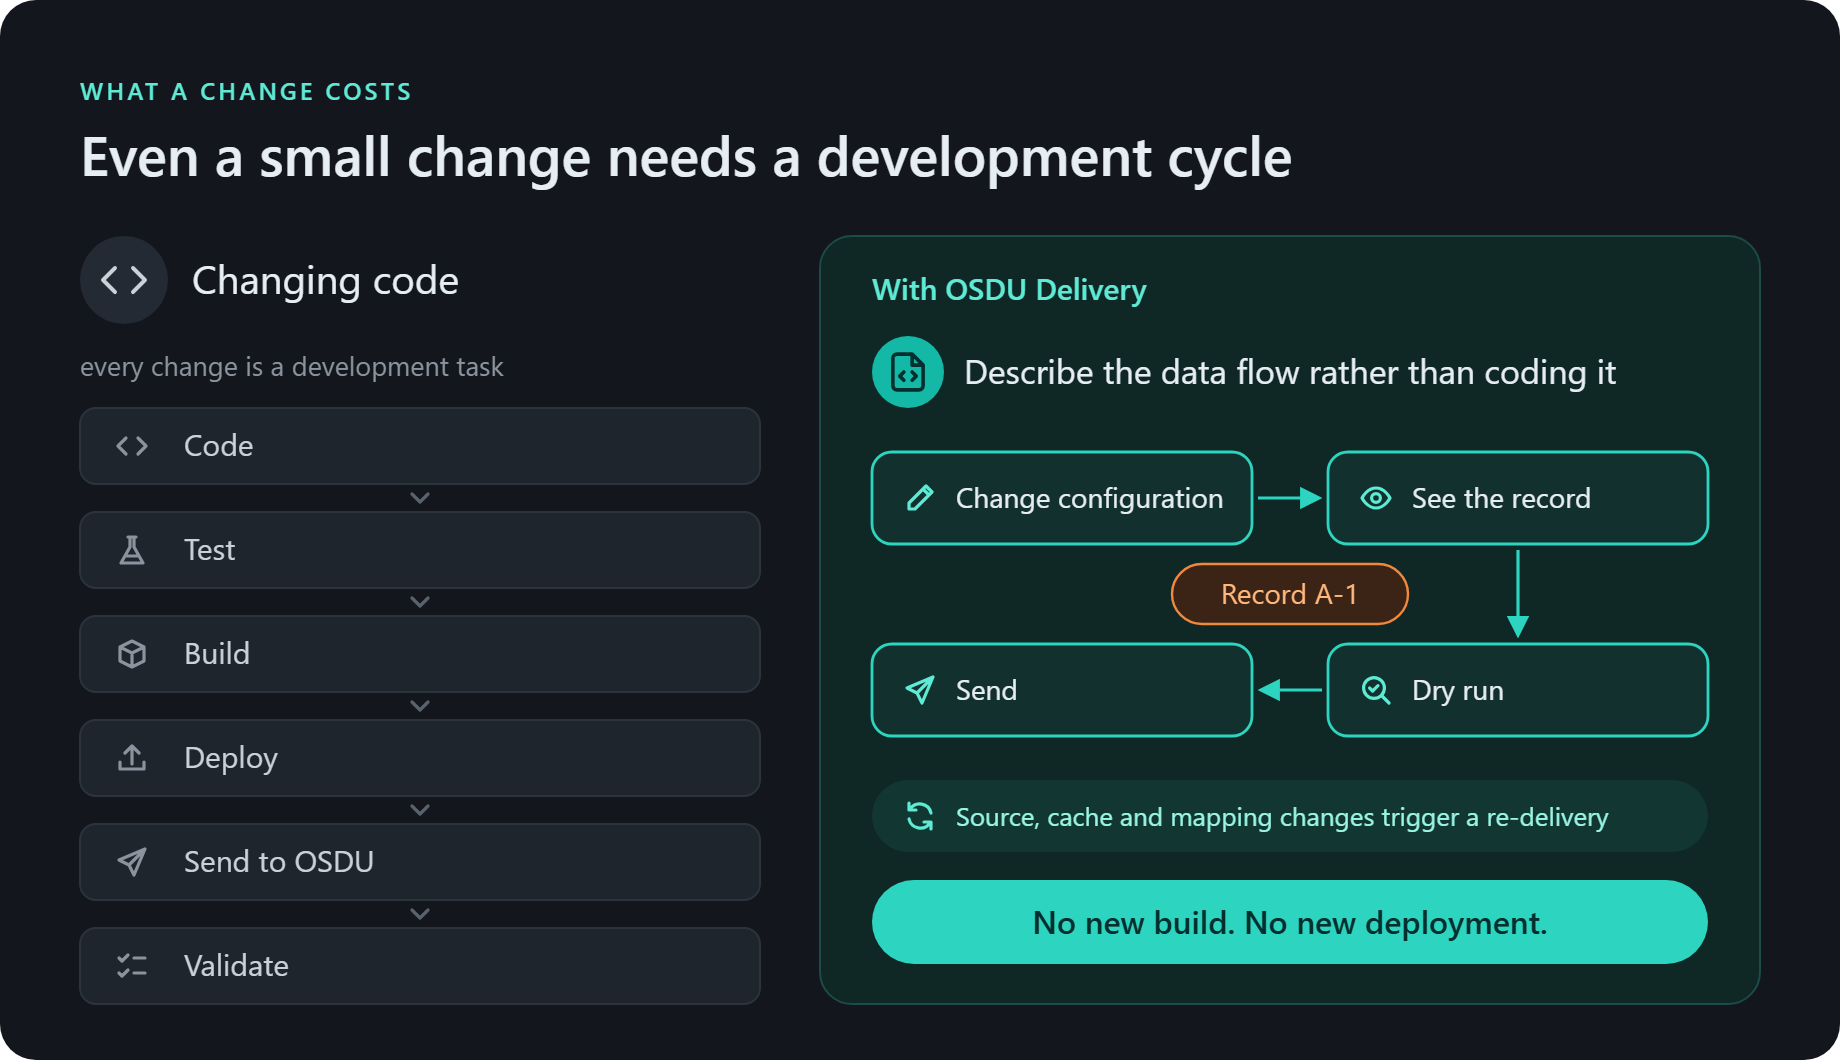 WHAT A CHANGE COSTS
Even a small change needs a development cycle
Changing code
every change is a development task
Code
Test
Build
Deploy
Send to OSDU
Validate
With OSDU Delivery
Describe the data flow rather than coding it
Change configuration
See the record
Record A-1
Send
Dry run
Source, cache and mapping changes trigger a re-delivery
No new build. No new deployment.